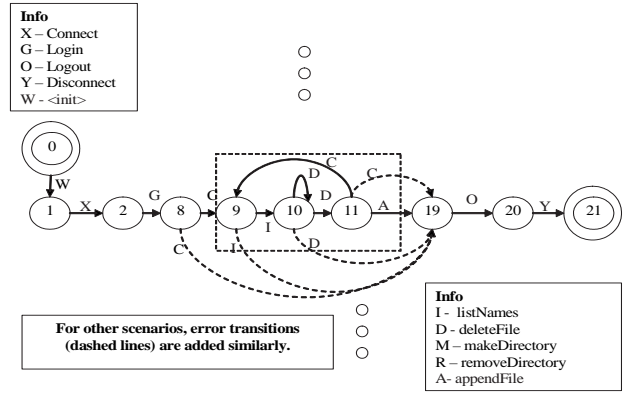 Info
X – Connect
G – Login
O – Logout
Y – Disconnect
W - <init>
0
W
C
D
C
1
X
2
G
8
C
9
I
10
D
11
A
19
O
20
Y
21
C
I
D
For other scenarios, error transitions
(dashed lines) are added similarly.
Info
I - listNames
D - deleteFile
M – makeDirectory
R – removeDirectory
A- appendFile